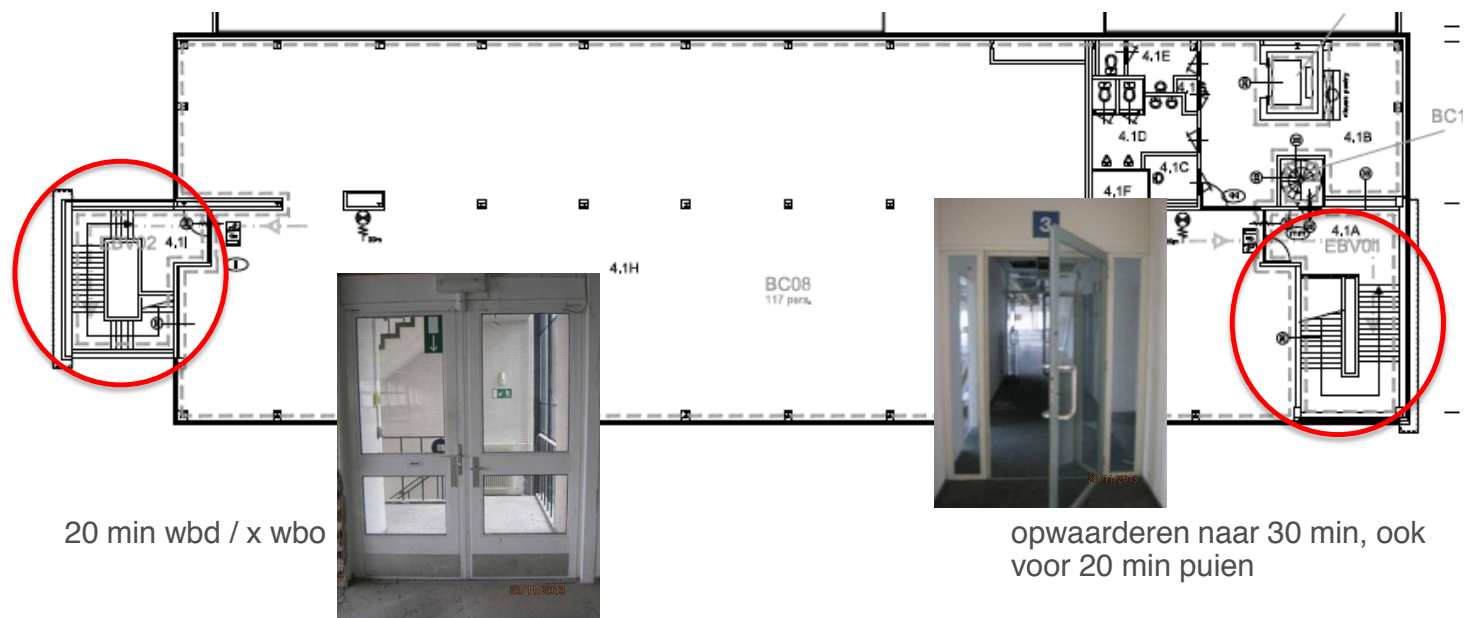 4.1E
4.1D
4.1C
4.1F
4.1B
BC1
4.1A
EBV01
EBV02
4.1I
4.1H
BC08
117 pers.
3
20 min wbd / x wbo
opwaarderen naar 30 min, ook
voor 20 min puien